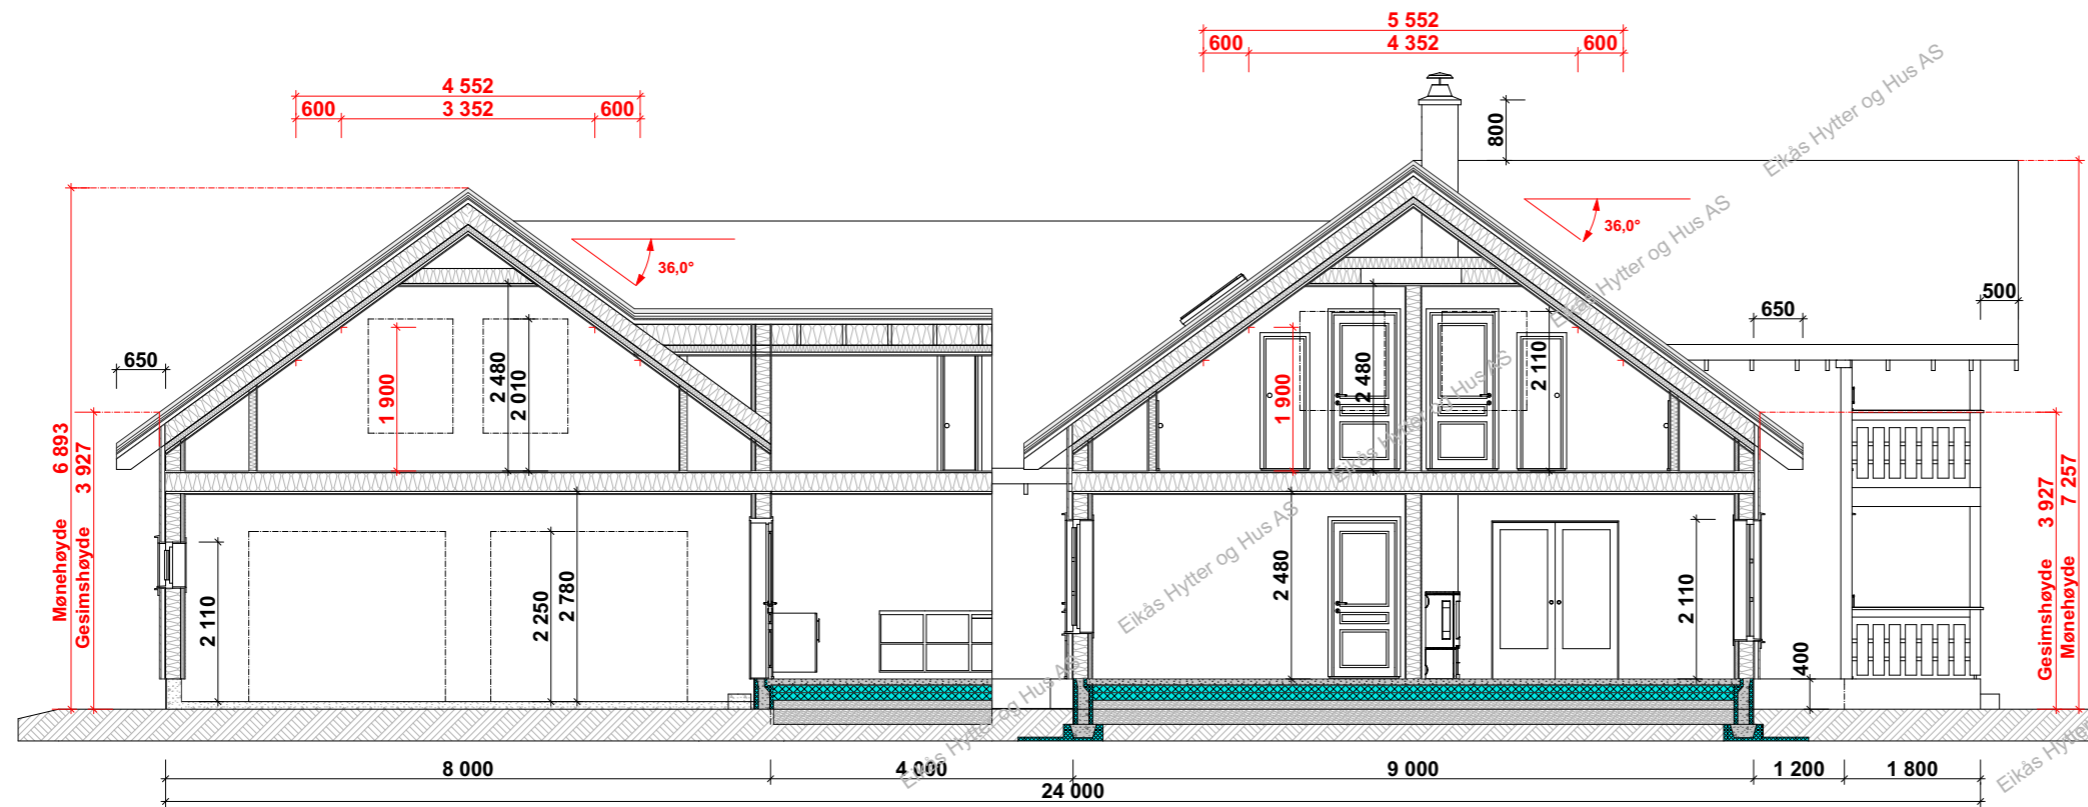 5 552
600 4 352 600
4 552
600 3 352 600
800
36,0°
36,0°
650
650
500
Mønehøyde 6 893
Gesimshøyde 3 927
1 900
2 480
2 010
1 900
2 480
2 110
2 110
2 250
2 780
2 480
2 110
400
Gesimshøyde 3 927
Mønehøyde 7 257
8 000 4 000 9 000 1 200 1 800
24 000
Eikås Hytter og Hus AS
Eikås Hytter og Hus AS
Eikås Hytter og Hus AS
Eikås Hytter og Hus AS
Eikås Hytter og Hus AS
Eikås Hytter